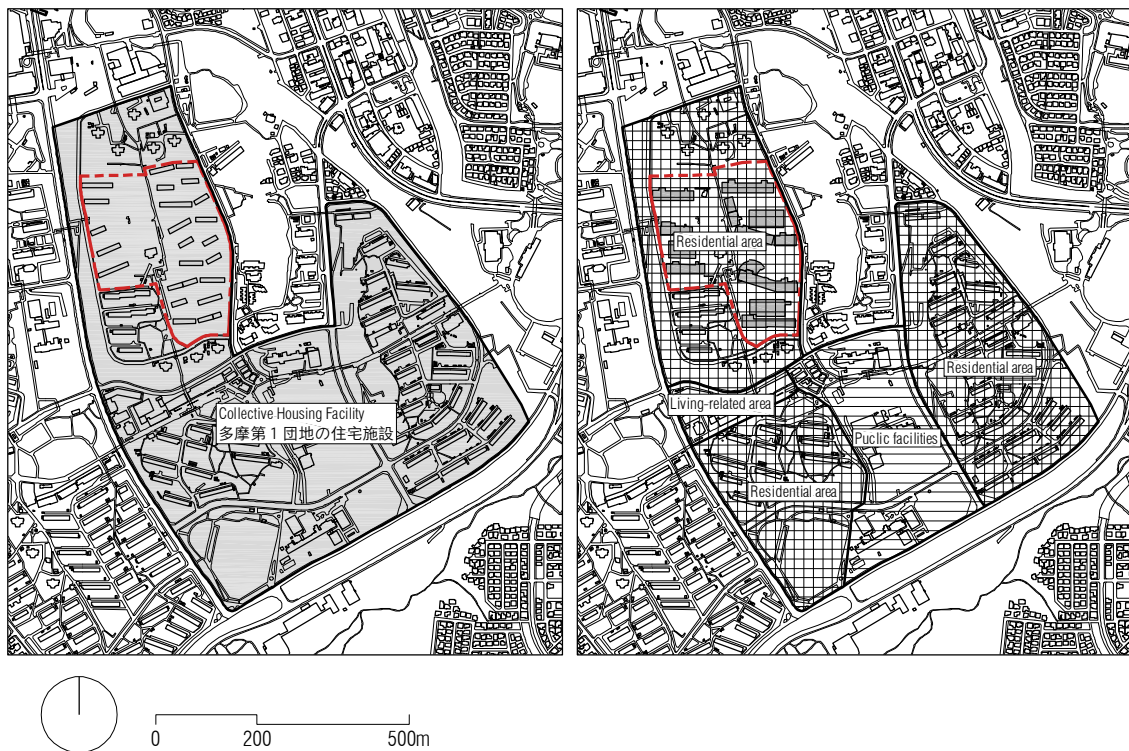 Collective Housing Facility
多摩第1団地の住宅施設
Residential area
Living-related area
Residential area
Puclic facilities
Residential area
0 200 500m